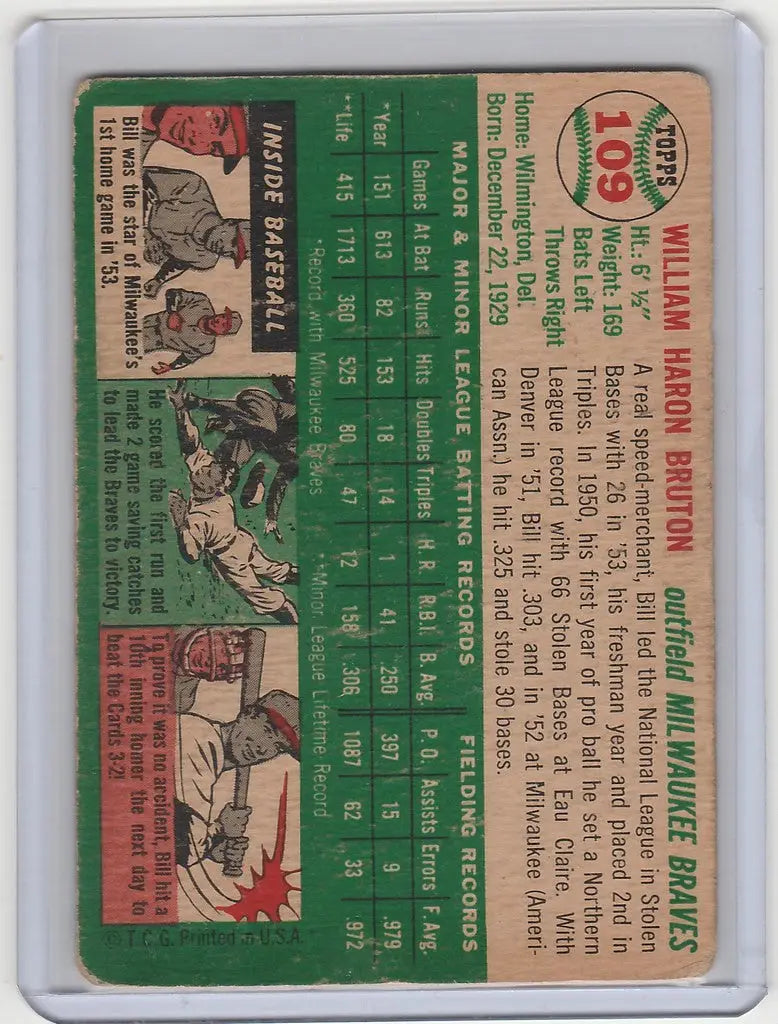 TOPPS
109
WILLIAM HARON BRUTON outfield MILWAUKEE BRAVES
Ht.: 6' ½"
Weight: 169
Bats Left
Throws Right
Home: Wilmington, Del.
Born: December 22, 1929
A real speed-merchant, Bill led the National League in Stolen
Bases with 26 in '53, his freshman year and placed 2nd in
Triples. In 1950, his first year of pro ball he set a Northern
League record with 66 Stolen Bases at Eau Claire. With
Denver in '51, Bill hit .303, and in '52 at Milwaukee (Ameri-
can Assn.) he hit .325 and stole 30 bases.
MAJOR & MINOR LEAGUE BATTING RECORDS FIELDING RECORDS
Games At Bat Runs Hits Doubles Triples H. R. R.B.I. B. Avg. P. O. Assists Errors F. Avg.
*Year 151 613 82 153 18 14 1 41 250 397 15 9 .979
**Life 415 1713 360 525 80 47 12 158 .306 1087 62 33 .972
*Record with Milwaukee Braves **Minor League Lifetime Record
INSIDE BASEBALL
Bill was the star of Milwaukee's
1st home game in '53.
He scored the first run and
made 2 game saving catches
to lead the Braves to victory.
To prove it was no accident, Bill hit a
10th inning homer the next day to
beat the Cards 3-2!
© T. C. G. Printed in U.S.A.